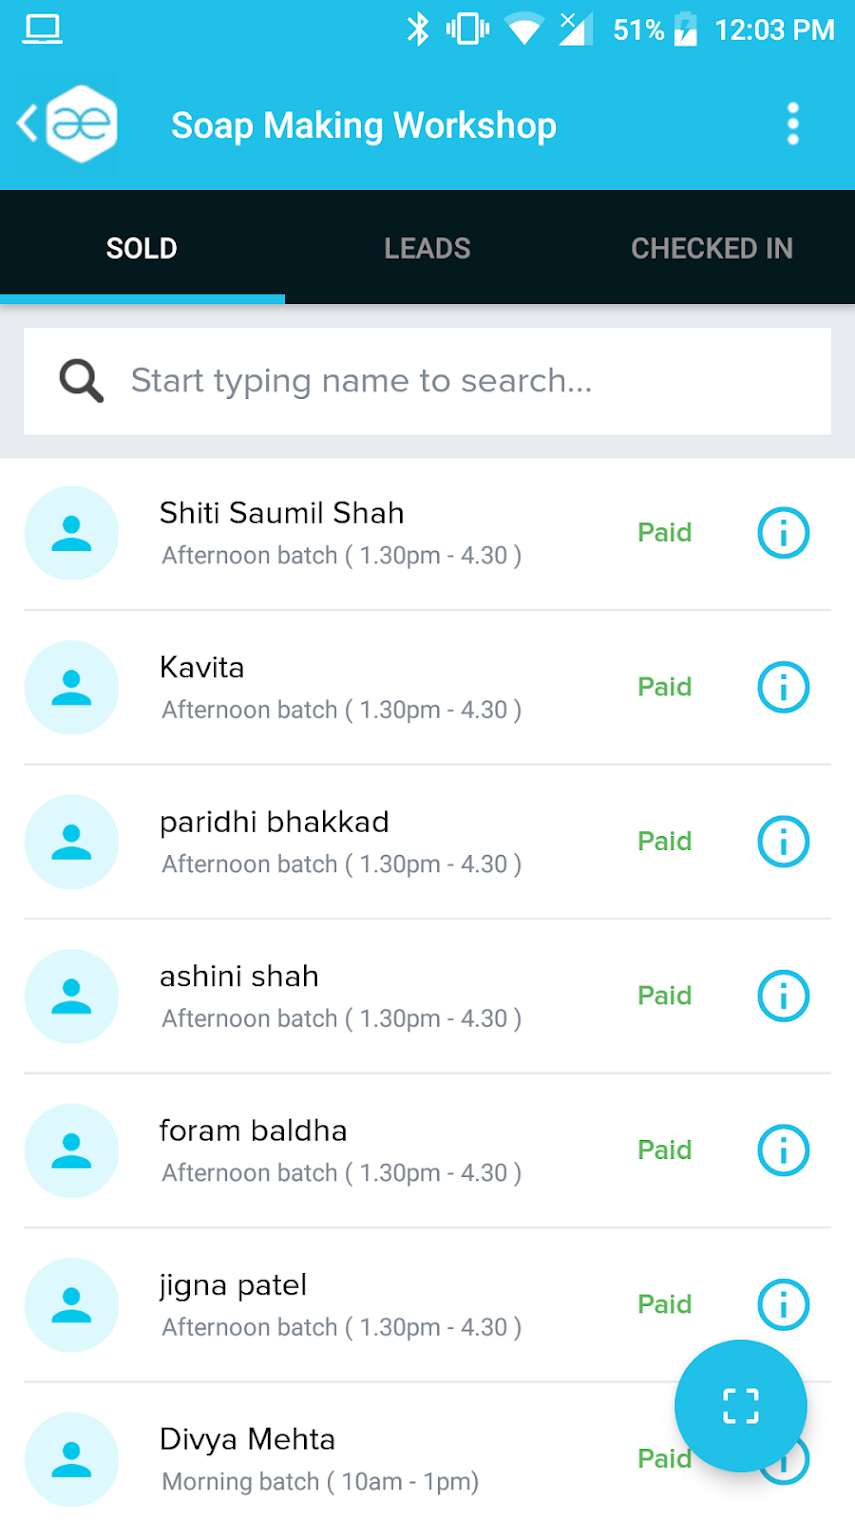 51% 12:03 PM
æ Soap Making Workshop
SOLD LEADS CHECKED IN
Start typing name to search...
Shiti Saumil Shah
Afternoon batch ( 1.30pm - 4.30 )
Paid
Kavita
Afternoon batch ( 1.30pm - 4.30 )
Paid
paridhi bhakkad
Afternoon batch ( 1.30pm - 4.30 )
Paid
ashini shah
Afternoon batch ( 1.30pm - 4.30 )
Paid
foram baldha
Afternoon batch ( 1.30pm - 4.30 )
Paid
jigna patel
Afternoon batch ( 1.30pm - 4.30 )
Paid
Divya Mehta
Morning batch ( 10am - 1pm)
Paid